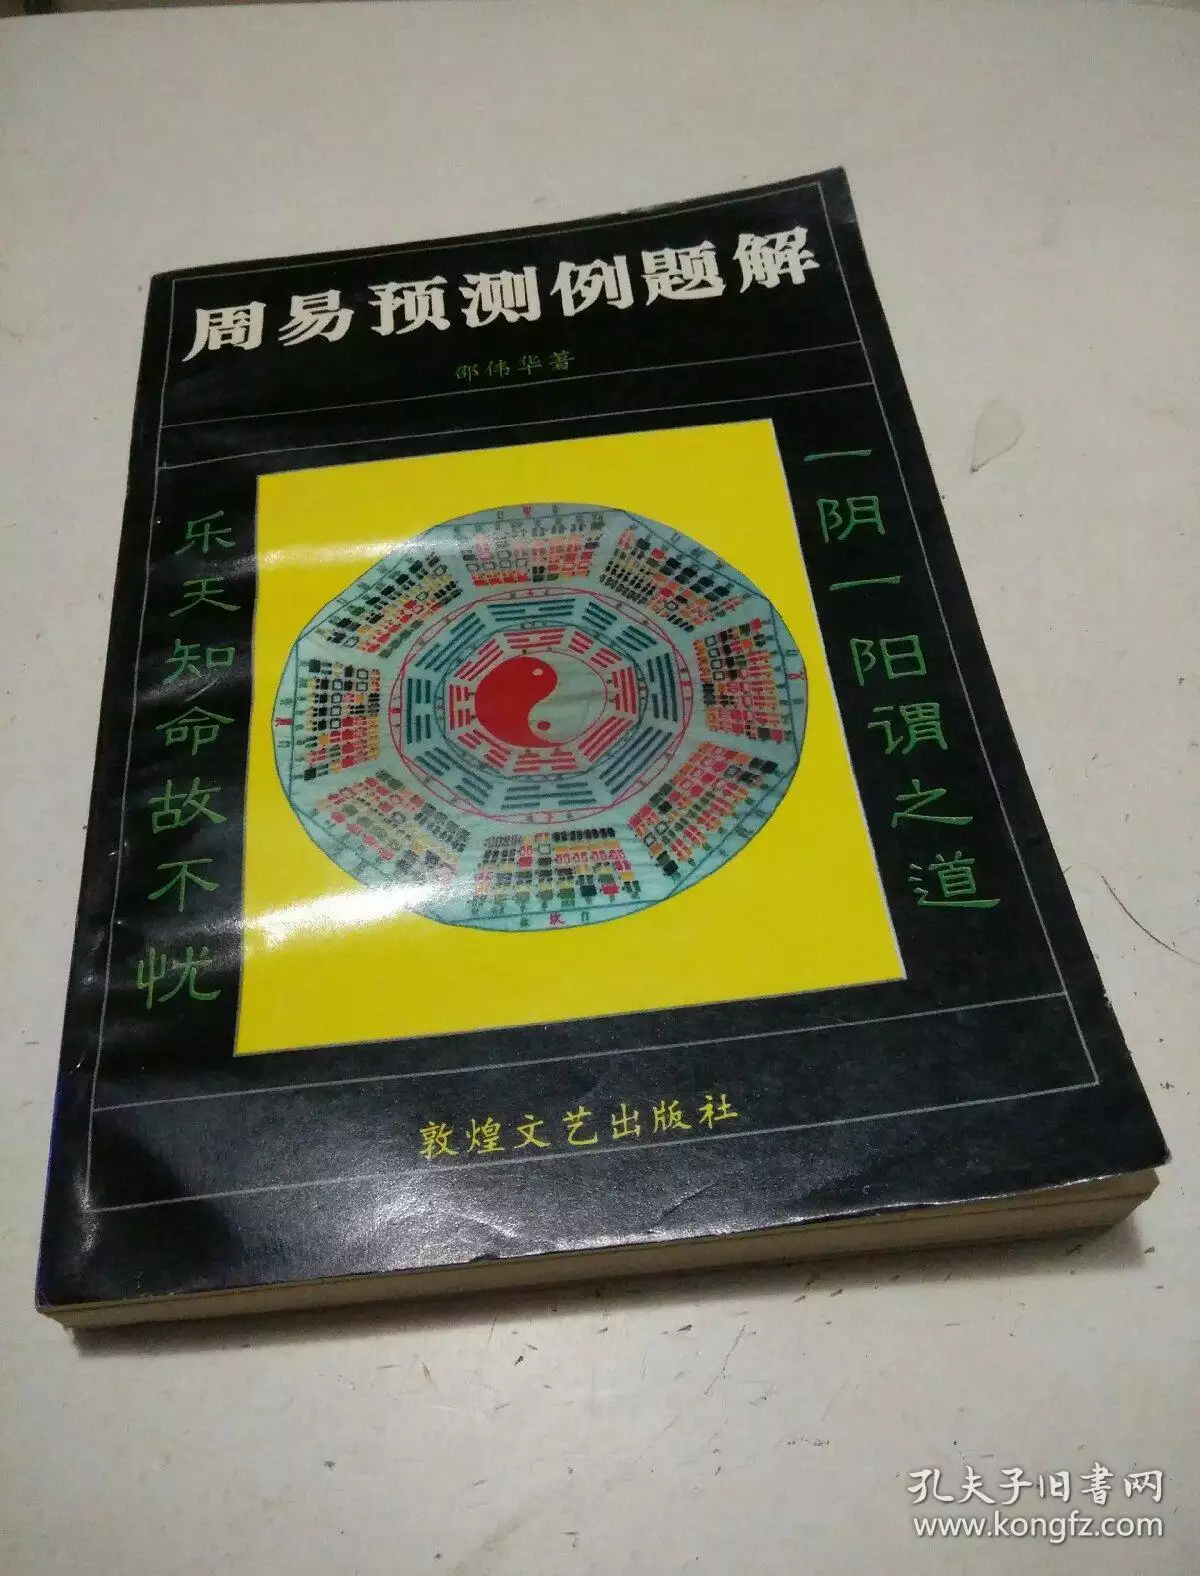 周易预测例题解
邵伟华著
一阴一阳谓之道
乐天知命故不忧
敦煌文艺出版社
孔夫子旧书网
www.kongfz.com